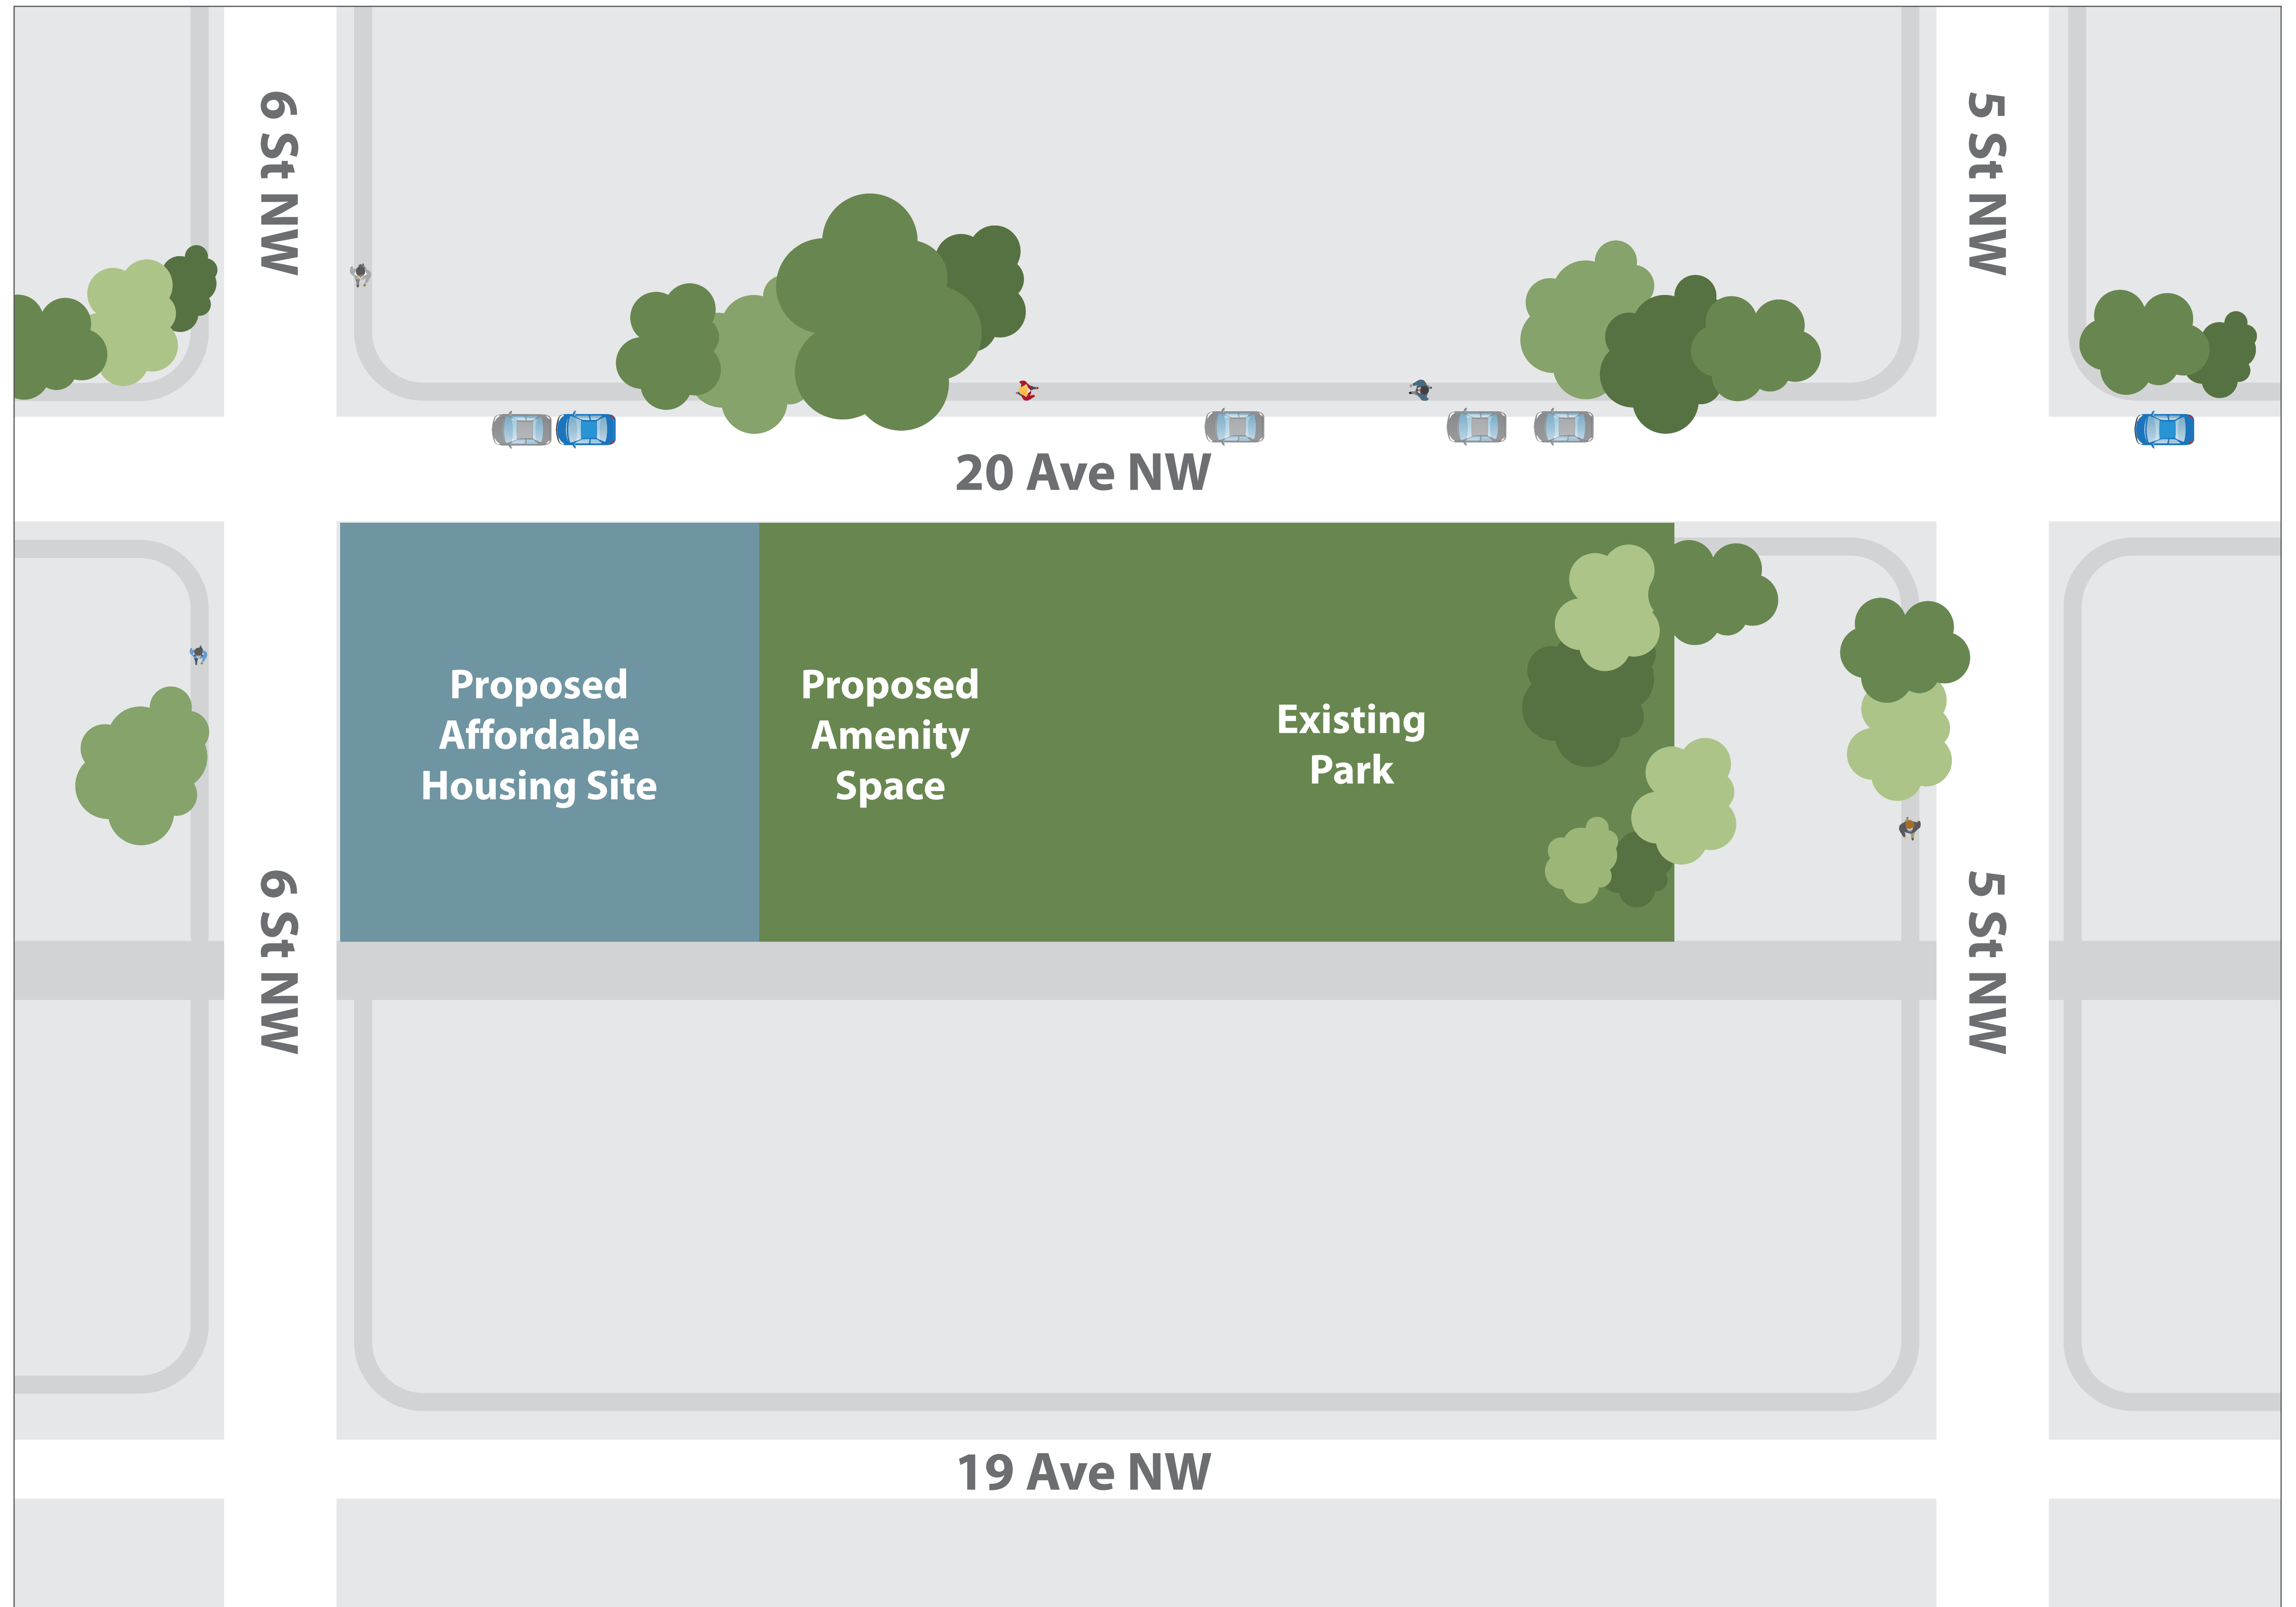 6 St NW
5 St NW
20 Ave NW
Proposed
Affordable
Housing Site
Proposed
Amenity
Space
Existing
Park
6 St NW
5 St NW
19 Ave NW